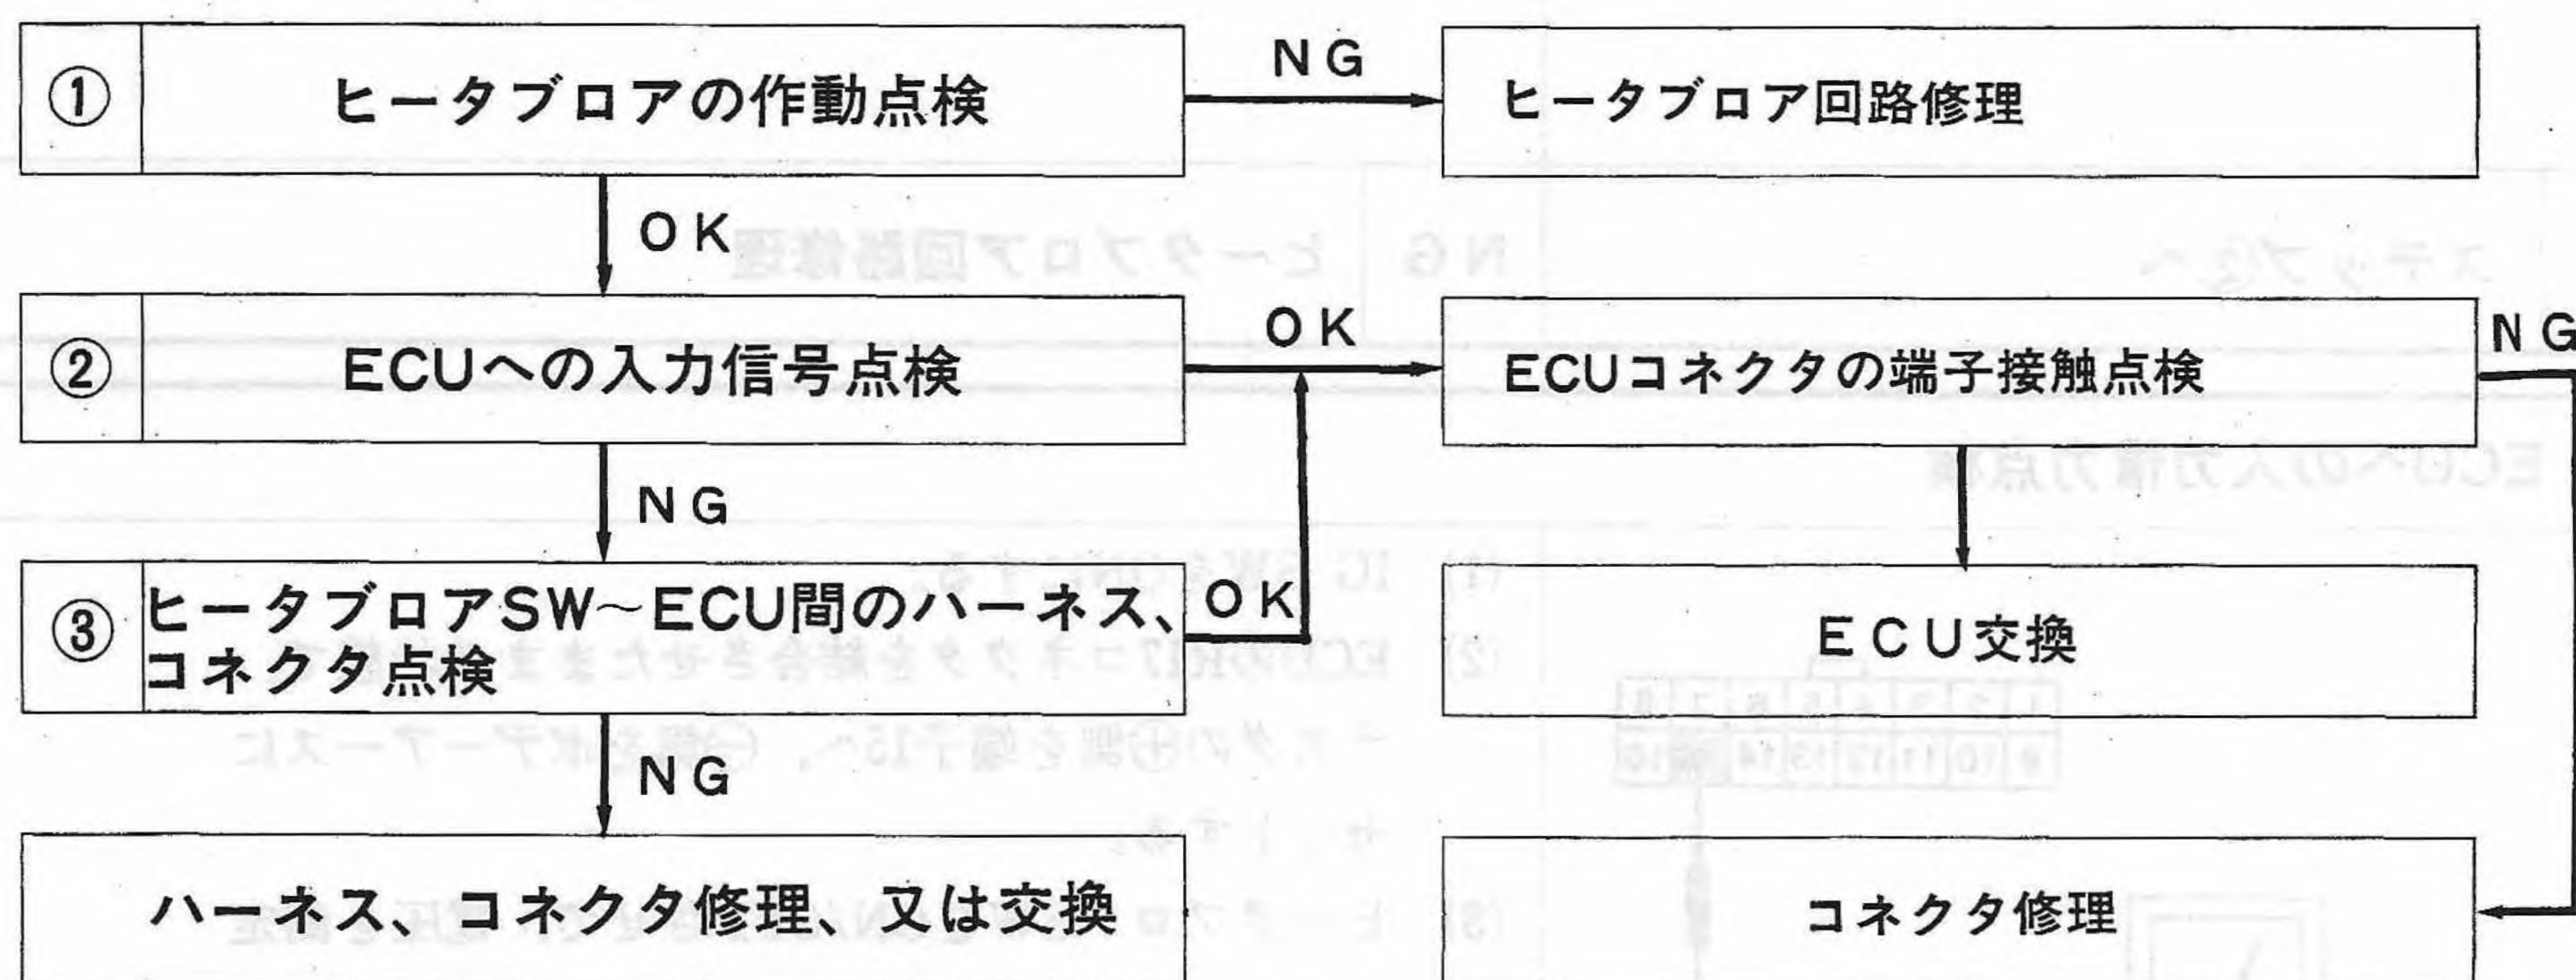 ① ヒータブロアの作動点検
NG
ヒータブロア回路修理
OK
② ECUへの入力信号点検
OK
ECUコネクタの端子接触点検
NG
NG
③ ヒータブロアSW～ECU間のハーネス、
コネクタ点検
OK
ECU交換
NG
ハーネス、コネクタ修理、又は交換
コネクタ修理